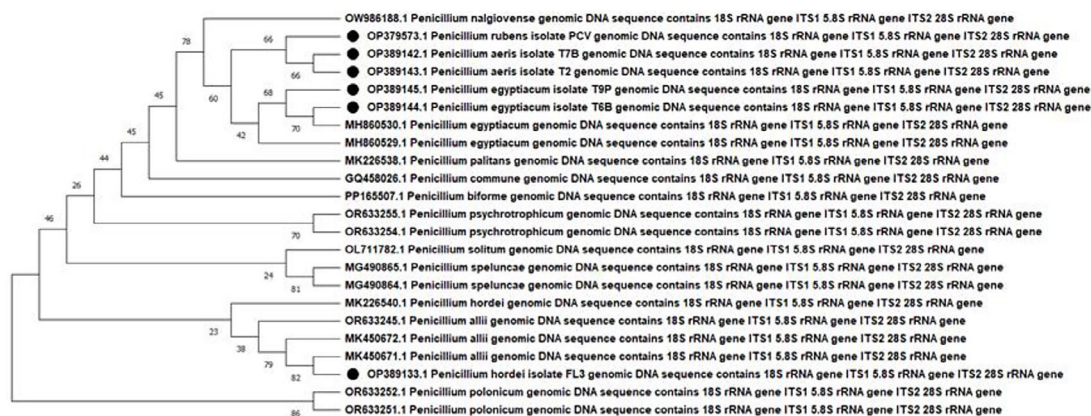 OW986188.1 Penicillium nalgiovense genomic DNA sequence contains 18S rRNA gene ITS1 5.8S rRNA gene ITS2 28S rRNA gene
OP379573.1 Penicillium rubens isolate PCV genomic DNA sequence contains 18S rRNA gene ITS1 5.8S rRNA gene ITS2 28S rRNA gene
OP389142.1 Penicillium aeris isolate T7B genomic DNA sequence contains 18S rRNA gene ITS1 5.8S rRNA gene ITS2 28S rRNA gene
OP389143.1 Penicillium aeris isolate T2 genomic DNA sequence contains 18S rRNA gene ITS1 5.8S rRNA gene ITS2 28S rRNA gene
OP389145.1 Penicillium egyptiacum isolate T9P genomic DNA sequence contains 18S rRNA gene ITS1 5.8S rRNA gene ITS2 28S rRNA gene
OP389144.1 Penicillium egyptiacum isolate T6B genomic DNA sequence contains 18S rRNA gene ITS1 5.8S rRNA gene ITS2 28S rRNA gene
MH860530.1 Penicillium egyptiacum genomic DNA sequence contains 18S rRNA gene ITS1 5.8S rRNA gene ITS2 28S rRNA gene
MH860529.1 Penicillium egyptiacum genomic DNA sequence contains 18S rRNA gene ITS1 5.8S rRNA gene ITS2 28S rRNA gene
MK226538.1 Penicillium palitans genomic DNA sequence contains 18S rRNA gene ITS1 5.8S rRNA gene ITS2 28S rRNA gene
GQ458026.1 Penicillium commune genomic DNA sequence contains 18S rRNA gene ITS1 5.8S rRNA gene ITS2 28S rRNA gene
PP165507.1 Penicillium biforme genomic DNA sequence contains 18S rRNA gene ITS1 5.8S rRNA gene ITS2 28S rRNA gene
OR633255.1 Penicillium psychrotrophicum genomic DNA sequence contains 18S rRNA gene ITS1 5.8S rRNA gene ITS2 28S rRNA gene
OR633254.1 Penicillium psychrotrophicum genomic DNA sequence contains 18S rRNA gene ITS1 5.8S rRNA gene ITS2 28S rRNA gene
OL711782.1 Penicillium solitum genomic DNA sequence contains 18S rRNA gene ITS1 5.8S rRNA gene ITS2 28S rRNA gene
MG490865.1 Penicillium speluncae genomic DNA sequence contains 18S rRNA gene ITS1 5.8S rRNA gene ITS2 28S rRNA gene
MG490864.1 Penicillium speluncae genomic DNA sequence contains 18S rRNA gene ITS1 5.8S rRNA gene ITS2 28S rRNA gene
MK226540.1 Penicillium hordei genomic DNA sequence contains 18S rRNA gene ITS1 5.8S rRNA gene ITS2 28S rRNA gene
OR633245.1 Penicillium allii genomic DNA sequence contains 18S rRNA gene ITS1 5.8S rRNA gene ITS2 28S rRNA gene
MK450672.1 Penicillium allii genomic DNA sequence contains 18S rRNA gene ITS1 5.8S rRNA gene ITS2 28S rRNA gene
MK450671.1 Penicillium allii genomic DNA sequence contains 18S rRNA gene ITS1 5.8S rRNA gene ITS2 28S rRNA gene
OP389133.1 Penicillium hordei isolate FL3 genomic DNA sequence contains 18S rRNA gene ITS1 5.8S rRNA gene ITS2 28S rRNA gene
OR633252.1 Penicillium polonicum genomic DNA sequence contains 18S rRNA gene ITS1 5.8S rRNA gene ITS2 28S rRNA gene
OR633251.1 Penicillium polonicum genomic DNA sequence contains 18S rRNA gene ITS1 5.8S rRNA gene ITS2 28S rRNA gene
78
66
66
60
68
70
42
45
45
44
26
46
70
24
81
23
38
79
82
86